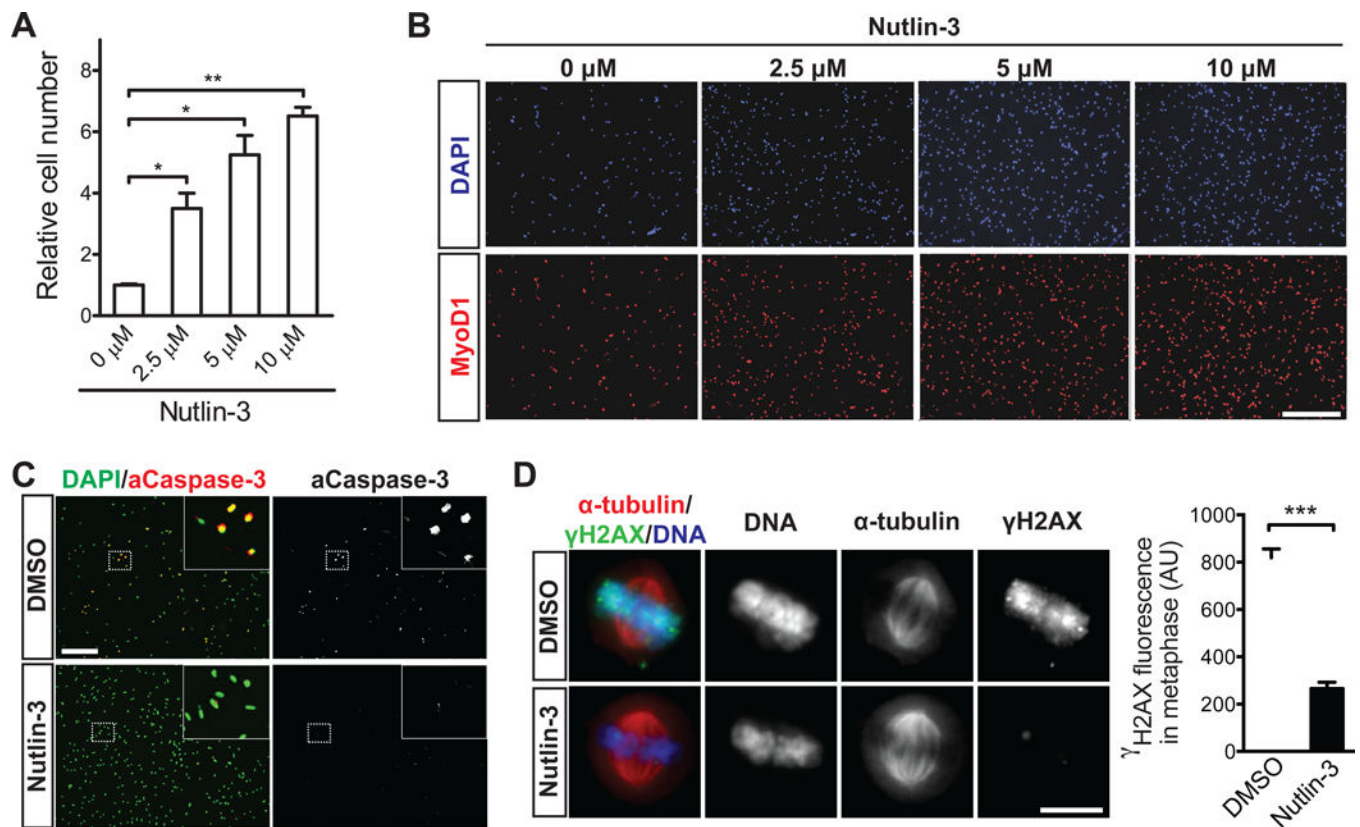 A
Relative cell number
8
6
4
2
0
**
*
*
0 µM
2.5 µM
5 µM
10 µM
Nutlin-3
B
Nutlin-3
0 µM
2.5 µM
5 µM
10 µM
DAPI
MyoD1
C
DAPI/aCaspase-3
aCaspase-3
DMSO
Nutlin-3
D
α-tubulin/
γH2AX/DNA
DNA
α-tubulin
γH2AX
DMSO
Nutlin-3
γH2AX fluorescence
in metaphase (AU)
1000
800
600
400
200
0
***
DMSO
Nutlin-3